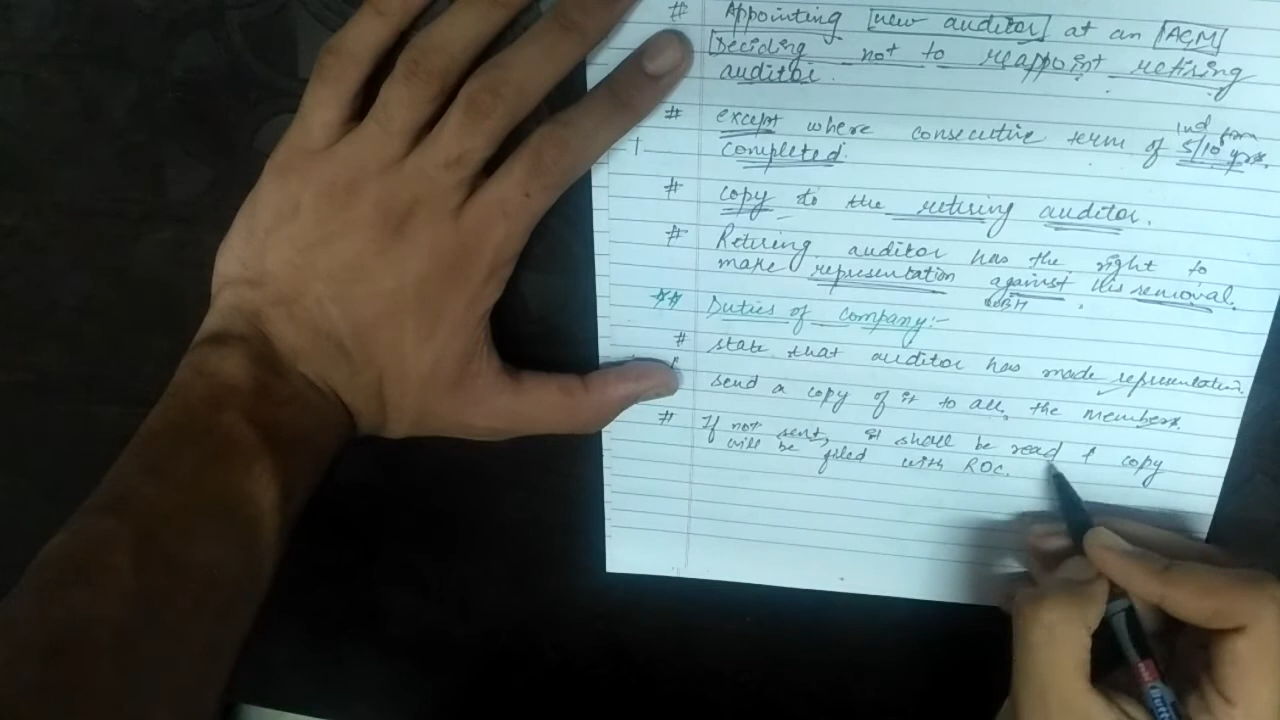 # Appointing new auditor at an AGM
Deciding not to reappoint retiring
auditor.
# except where consecutive term of 5/10 yrs.
Ind firm
completed.
# copy to the retiring auditor.
# Retiring auditor has the right to
make representation against his removal.
** Duties of company:-
# state that auditor has made representation
# send a copy of it to all the members.
# If not sent, it shall be read & copy
will be filed with ROC.